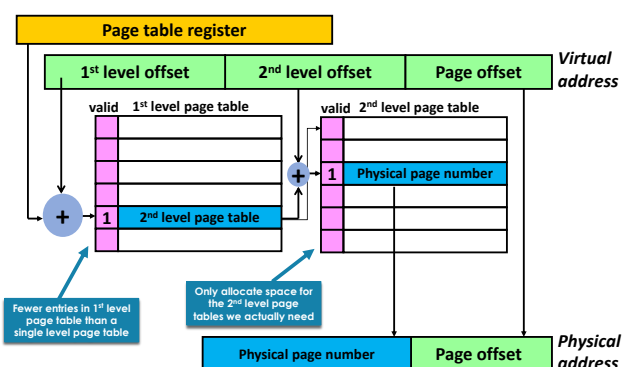 Page table register
Virtual
address
1st level offset
2nd level offset
Page offset
valid
1st level page table
valid
2nd level page table
+
1
2nd level page table
+
1
Physical page number
Fewer entries in 1st level
page table than a
single level page table
Only allocate space for
the 2nd level page
tables we actually need
Physical page number
Page offset
Physical
address